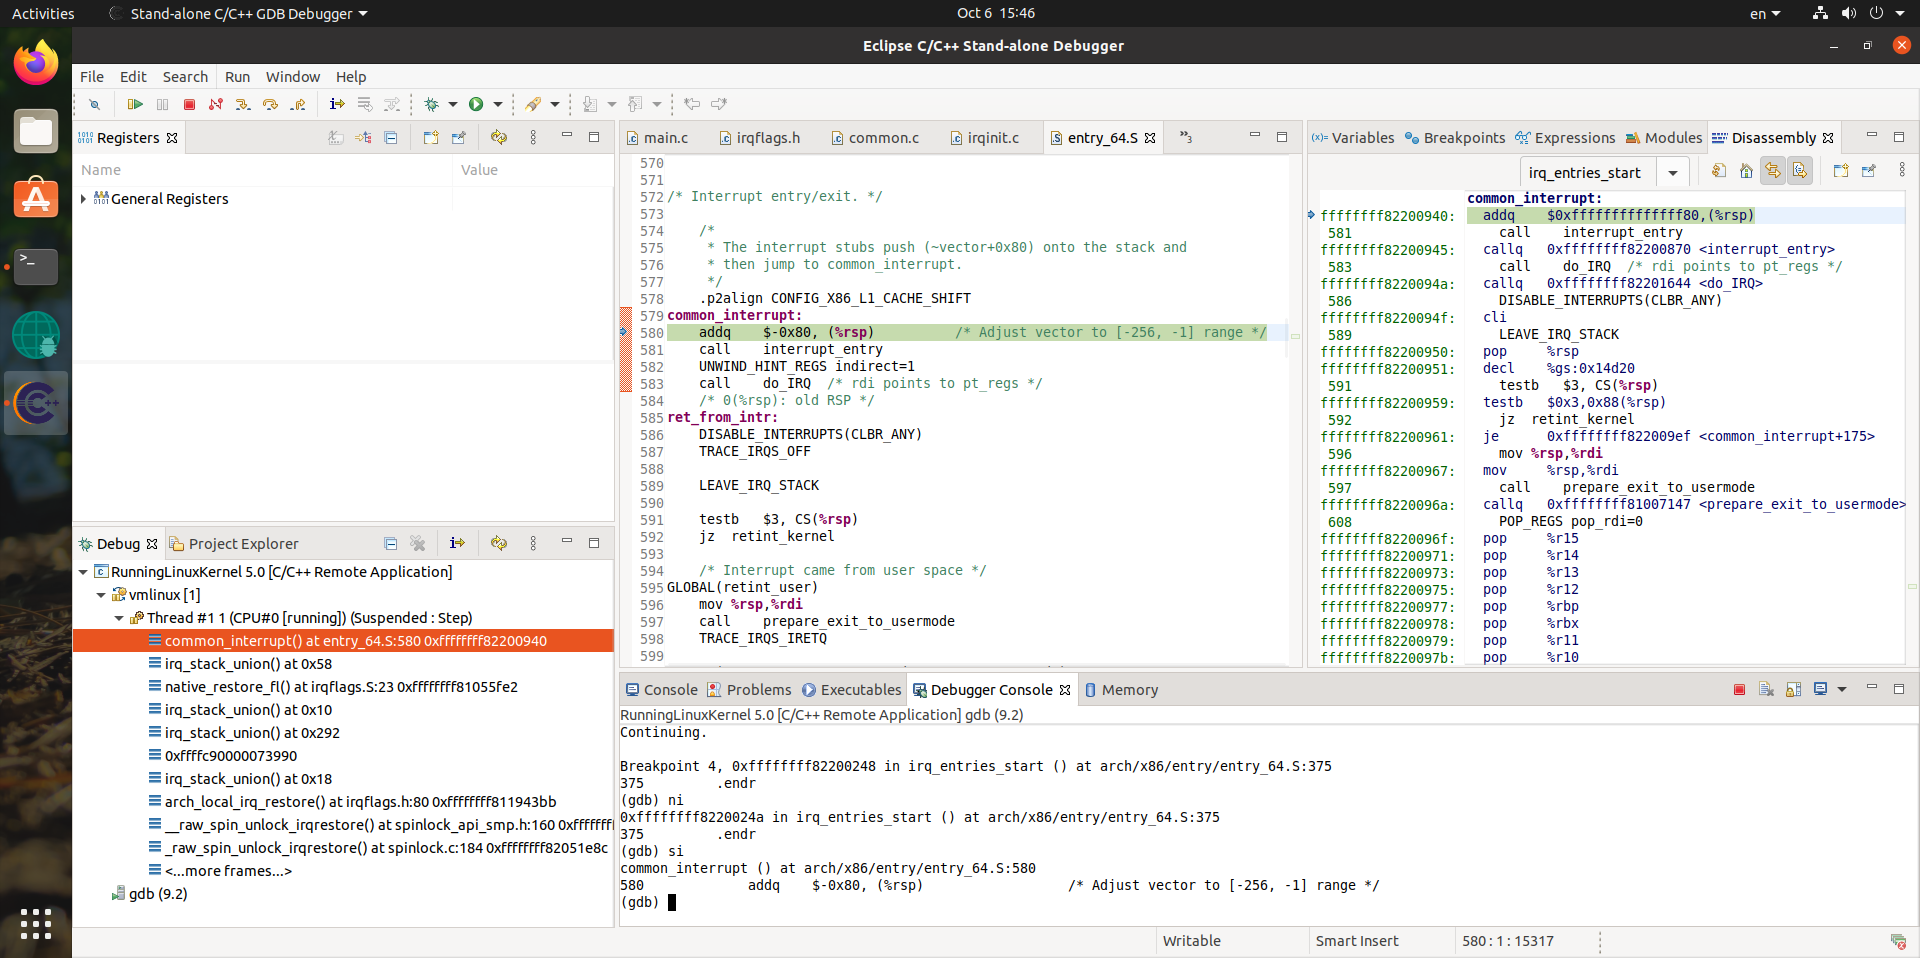 Activities
Stand-alone C/C++ GDB Debugger
Oct 6 15:46
en
Eclipse C/C++ Stand-alone Debugger
File Edit Search Run Window Help
Registers
Name Value
General Registers
Debug Project Explorer
RunningLinuxKernel 5.0 [C/C++ Remote Application]
vmlinux [1]
Thread #1 1 (CPU#0 [running]) (Suspended : Step)
common_interrupt() at entry_64.S:580 0xffffffff82200940
irq_stack_union() at 0x58
native_restore_fl() at irqflags.S:23 0xffffffff81055fe2
irq_stack_union() at 0x10
irq_stack_union() at 0x292
0xffffc90000073990
irq_stack_union() at 0x18
arch_local_irq_restore() at irqflags.h:80 0xffffffff811943bb
__raw_spin_unlock_irqrestore() at spinlock_api_smp.h:160 0xfffffff
_raw_spin_unlock_irqrestore() at spinlock.c:184 0xffffffff82051e8c
<...more frames...>
gdb (9.2)
main.c irqflags.h common.c irqinit.c entry_64.S "3
570
571
572 /* Interrupt entry/exit. */
573
574 /*
575 * The interrupt stubs push (~vector+0x80) onto the stack and
576 * then jump to common_interrupt.
577 */
578 .p2align CONFIG_X86_L1_CACHE_SHIFT
579 common_interrupt:
580 addq $-0x80, (%rsp) /* Adjust vector to [-256, -1] range */
581 call interrupt_entry
582 UNWIND_HINT_REGS indirect=1
583 call do_IRQ /* rdi points to pt_regs */
584 /* 0(%rsp): old RSP */
585 ret_from_intr:
586 DISABLE_INTERRUPTS(CLBR_ANY)
587 TRACE_IRQS_OFF
588
589 LEAVE_IRQ_STACK
590
591 testb $3, CS(%rsp)
592 jz retint_kernel
593
594 /* Interrupt came from user space */
595 GLOBAL(retint_user)
596 mov %rsp,%rdi
597 call prepare_exit_to_usermode
598 TRACE_IRQS_IRETQ
599
Variables Breakpoints Expressions Modules Disassembly
irq_entries_start
common_interrupt:
ffffffff82200940: addq $0xffffffffffffff80,(%rsp)
581 call interrupt_entry
ffffffff82200945: callq 0xffffffff82200870 <interrupt_entry>
583 call do_IRQ /* rdi points to pt_regs */
ffffffff8220094a: callq 0xffffffff82201644 <do_IRQ>
586 DISABLE_INTERRUPTS(CLBR_ANY)
ffffffff8220094f: cli
589 LEAVE_IRQ_STACK
ffffffff82200950: pop %rsp
ffffffff82200951: decl %gs:0x14d20
591 testb $3, CS(%rsp)
ffffffff82200959: testb $0x3,0x88(%rsp)
592 jz retint_kernel
ffffffff82200961: je 0xffffffff822009ef <common_interrupt+175>
596 mov %rsp,%rdi
ffffffff82200967: mov %rsp,%rdi
597 call prepare_exit_to_usermode
ffffffff8220096a: callq 0xffffffff81007147 <prepare_exit_to_usermode>
608 POP_REGS pop_rdi=0
ffffffff8220096f: pop %r15
ffffffff82200971: pop %r14
ffffffff82200973: pop %r13
ffffffff82200975: pop %r12
ffffffff82200977: pop %rbp
ffffffff82200978: pop %rbx
ffffffff82200979: pop %r11
ffffffff8220097b: pop %r10
Console Problems Executables Debugger Console Memory
RunningLinuxKernel 5.0 [C/C++ Remote Application] gdb (9.2)
Continuing.
Breakpoint 4, 0xffffffff82200248 in irq_entries_start () at arch/x86/entry/entry_64.S:375
375 .endr
(gdb) ni
0xffffffff8220024a in irq_entries_start () at arch/x86/entry/entry_64.S:375
375 .endr
(gdb) si
common_interrupt () at arch/x86/entry/entry_64.S:580
580 addq $-0x80, (%rsp) /* Adjust vector to [-256, -1] range */
(gdb)
Writable Smart Insert 580 : 1 : 15317